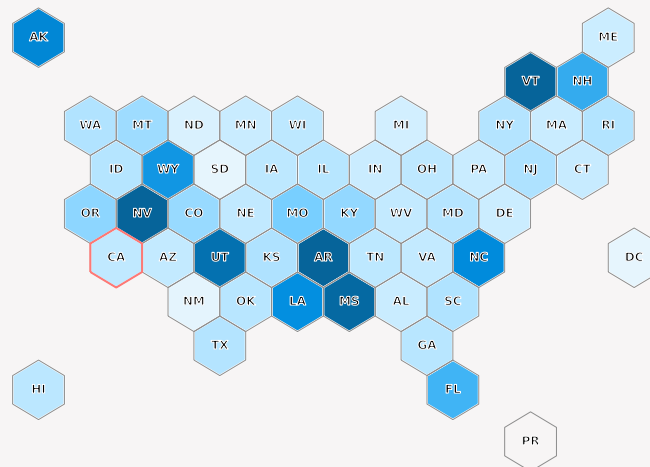 AK
ME
VT NH
WA MT ND MN WI MI NY MA RI
ID WY SD IA IL IN OH PA NJ CT
OR NV CO NE MO KY WV MD DE
CA AZ UT KS AR TN VA NC DC
NM OK LA MS AL SC
TX GA
HI FL
PR